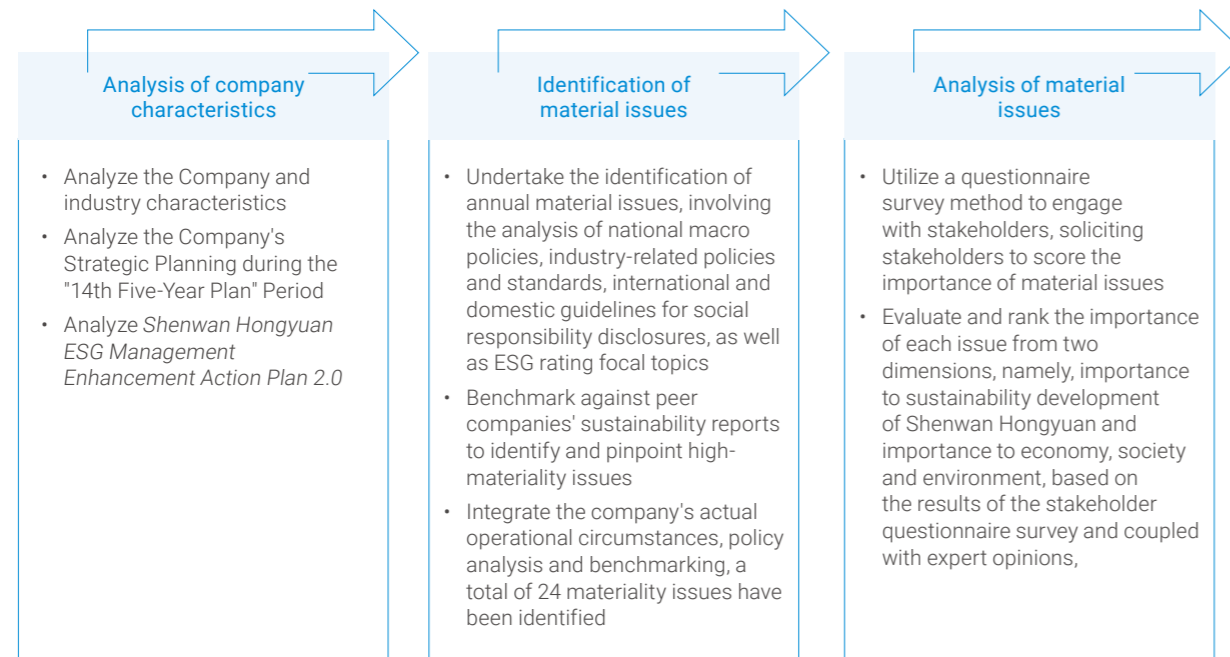 Analysis of company
characteristics
• Analyze the Company and
industry characteristics
• Analyze the Company's
Strategic Planning during the
"14th Five-Year Plan" Period
• Analyze Shenwan Hongyuan
ESG Management
Enhancement Action Plan 2.0
Identification of
material issues
• Undertake the identification of
annual material issues, involving
the analysis of national macro
policies, industry-related policies
and standards, international and
domestic guidelines for social
responsibility disclosures, as well
as ESG rating focal topics
• Benchmark against peer
companies' sustainability reports
to identify and pinpoint high-
materiality issues
• Integrate the company's actual
operational circumstances, policy
analysis and benchmarking, a
total of 24 materiality issues have
been identified
Analysis of material
issues
• Utilize a questionnaire
survey method to engage
with stakeholders, soliciting
stakeholders to score the
importance of material issues
• Evaluate and rank the importance
of each issue from two
dimensions, namely, importance
to sustainability development
of Shenwan Hongyuan and
importance to economy, society
and environment, based on
the results of the stakeholder
questionnaire survey and coupled
with expert opinions,